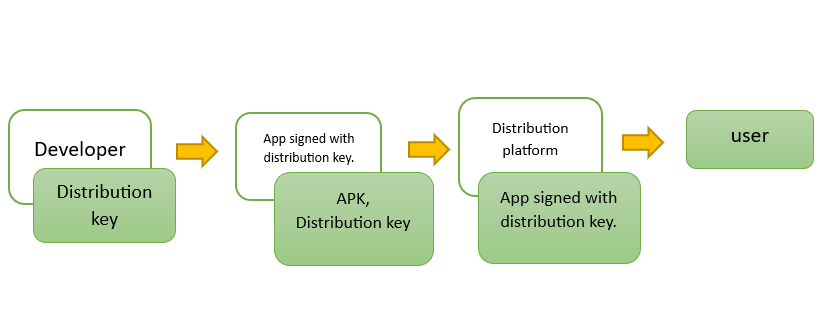 Developer
Distribution
key
App signed with
distribution key.
APK,
Distribution key
Distribution
platform
App signed with
distribution key.
user